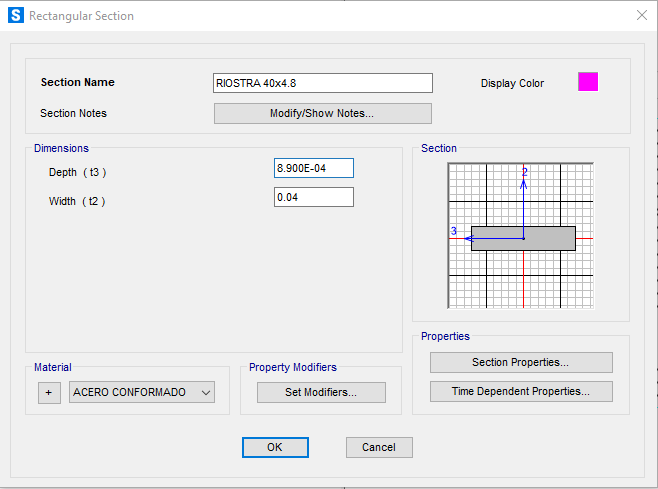 S Rectangular Section
Section Name RIOSTRA 40x4.8 Display Color
Section Notes Modify/Show Notes...
Dimensions
Depth ( t3 ) 8.900E-04
Width ( t2 ) 0.04
Section
2
3
Properties
Section Properties...
Time Dependent Properties...
Material
+ ACERO CONFORMADO
Property Modifiers
Set Modifiers...
OK Cancel